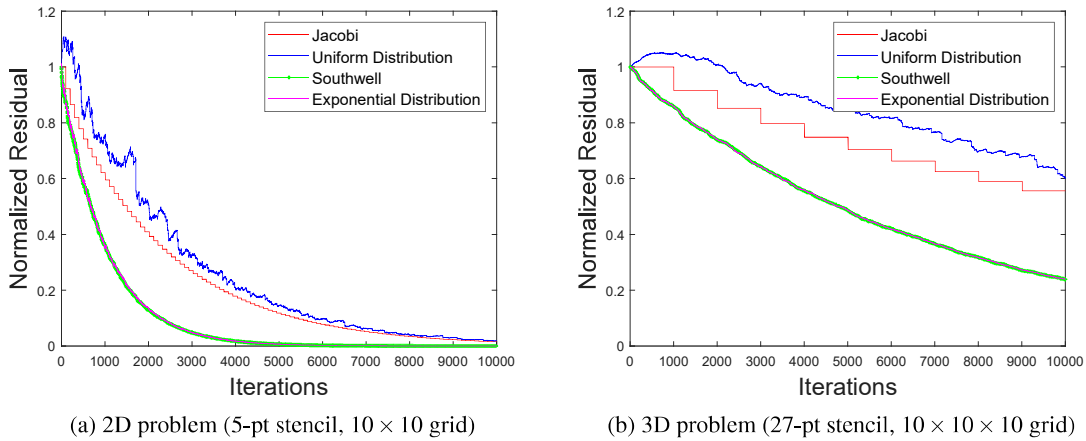 Jacobi
Uniform Distribution
Southwell
Exponential Distribution
Normalized Residual
1.2
1
0.8
0.6
0.4
0.2
0
0 1000 2000 3000 4000 5000 6000 7000 8000 9000 10000
Iterations
(a) 2D problem (5-pt stencil, 10 × 10 grid)
Jacobi
Uniform Distribution
Southwell
Exponential Distribution
Normalized Residual
1.2
1
0.8
0.6
0.4
0.2
0
0 1000 2000 3000 4000 5000 6000 7000 8000 9000 10000
Iterations
(b) 3D problem (27-pt stencil, 10 × 10 × 10 grid)